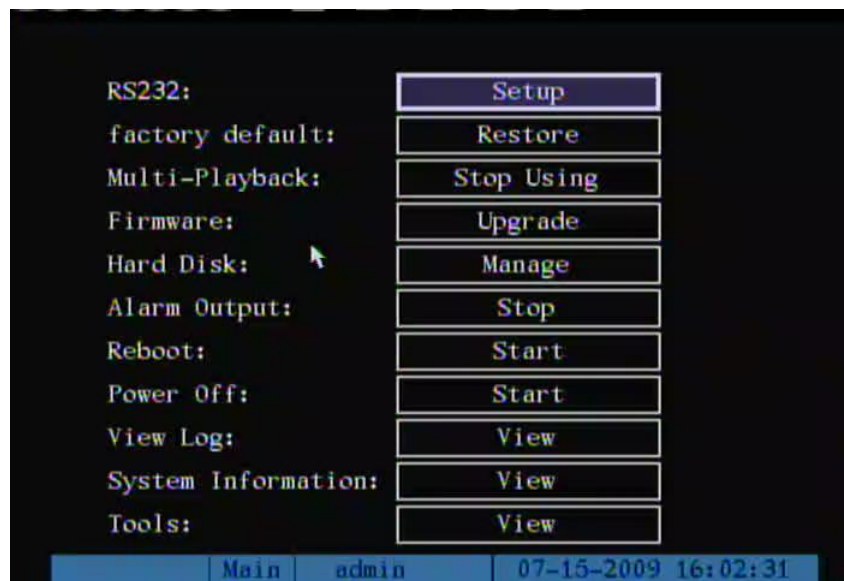 RS232: Setup
factory default: Restore
Multi-Playback: Stop Using
Firmware: Upgrade
Hard Disk: Manage
Alarm Output: Stop
Reboot: Start
Power Off: Start
View Log: View
System Information: View
Tools: View
Main admin 07-15-2009 16:02:31